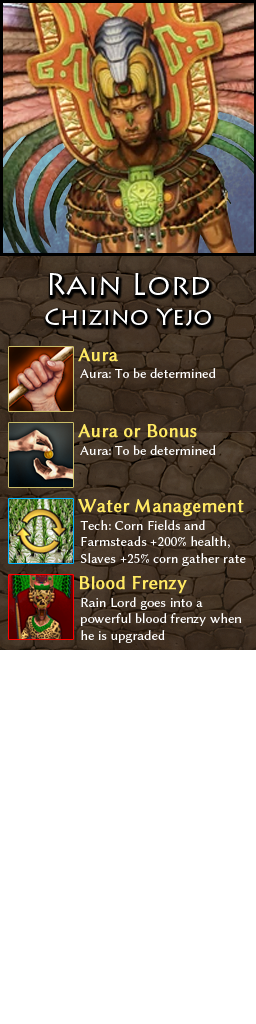 Rain Lord
Chizino Yejo
Aura
Aura: To be determined
Aura or Bonus
Aura: To be determined
Water Management
Tech: Corn Fields and
Farmsteads +200% health,
Slaves +25% corn gather rate
Blood Frenzy
Rain Lord goes into a
powerful blood frenzy when
he is upgraded